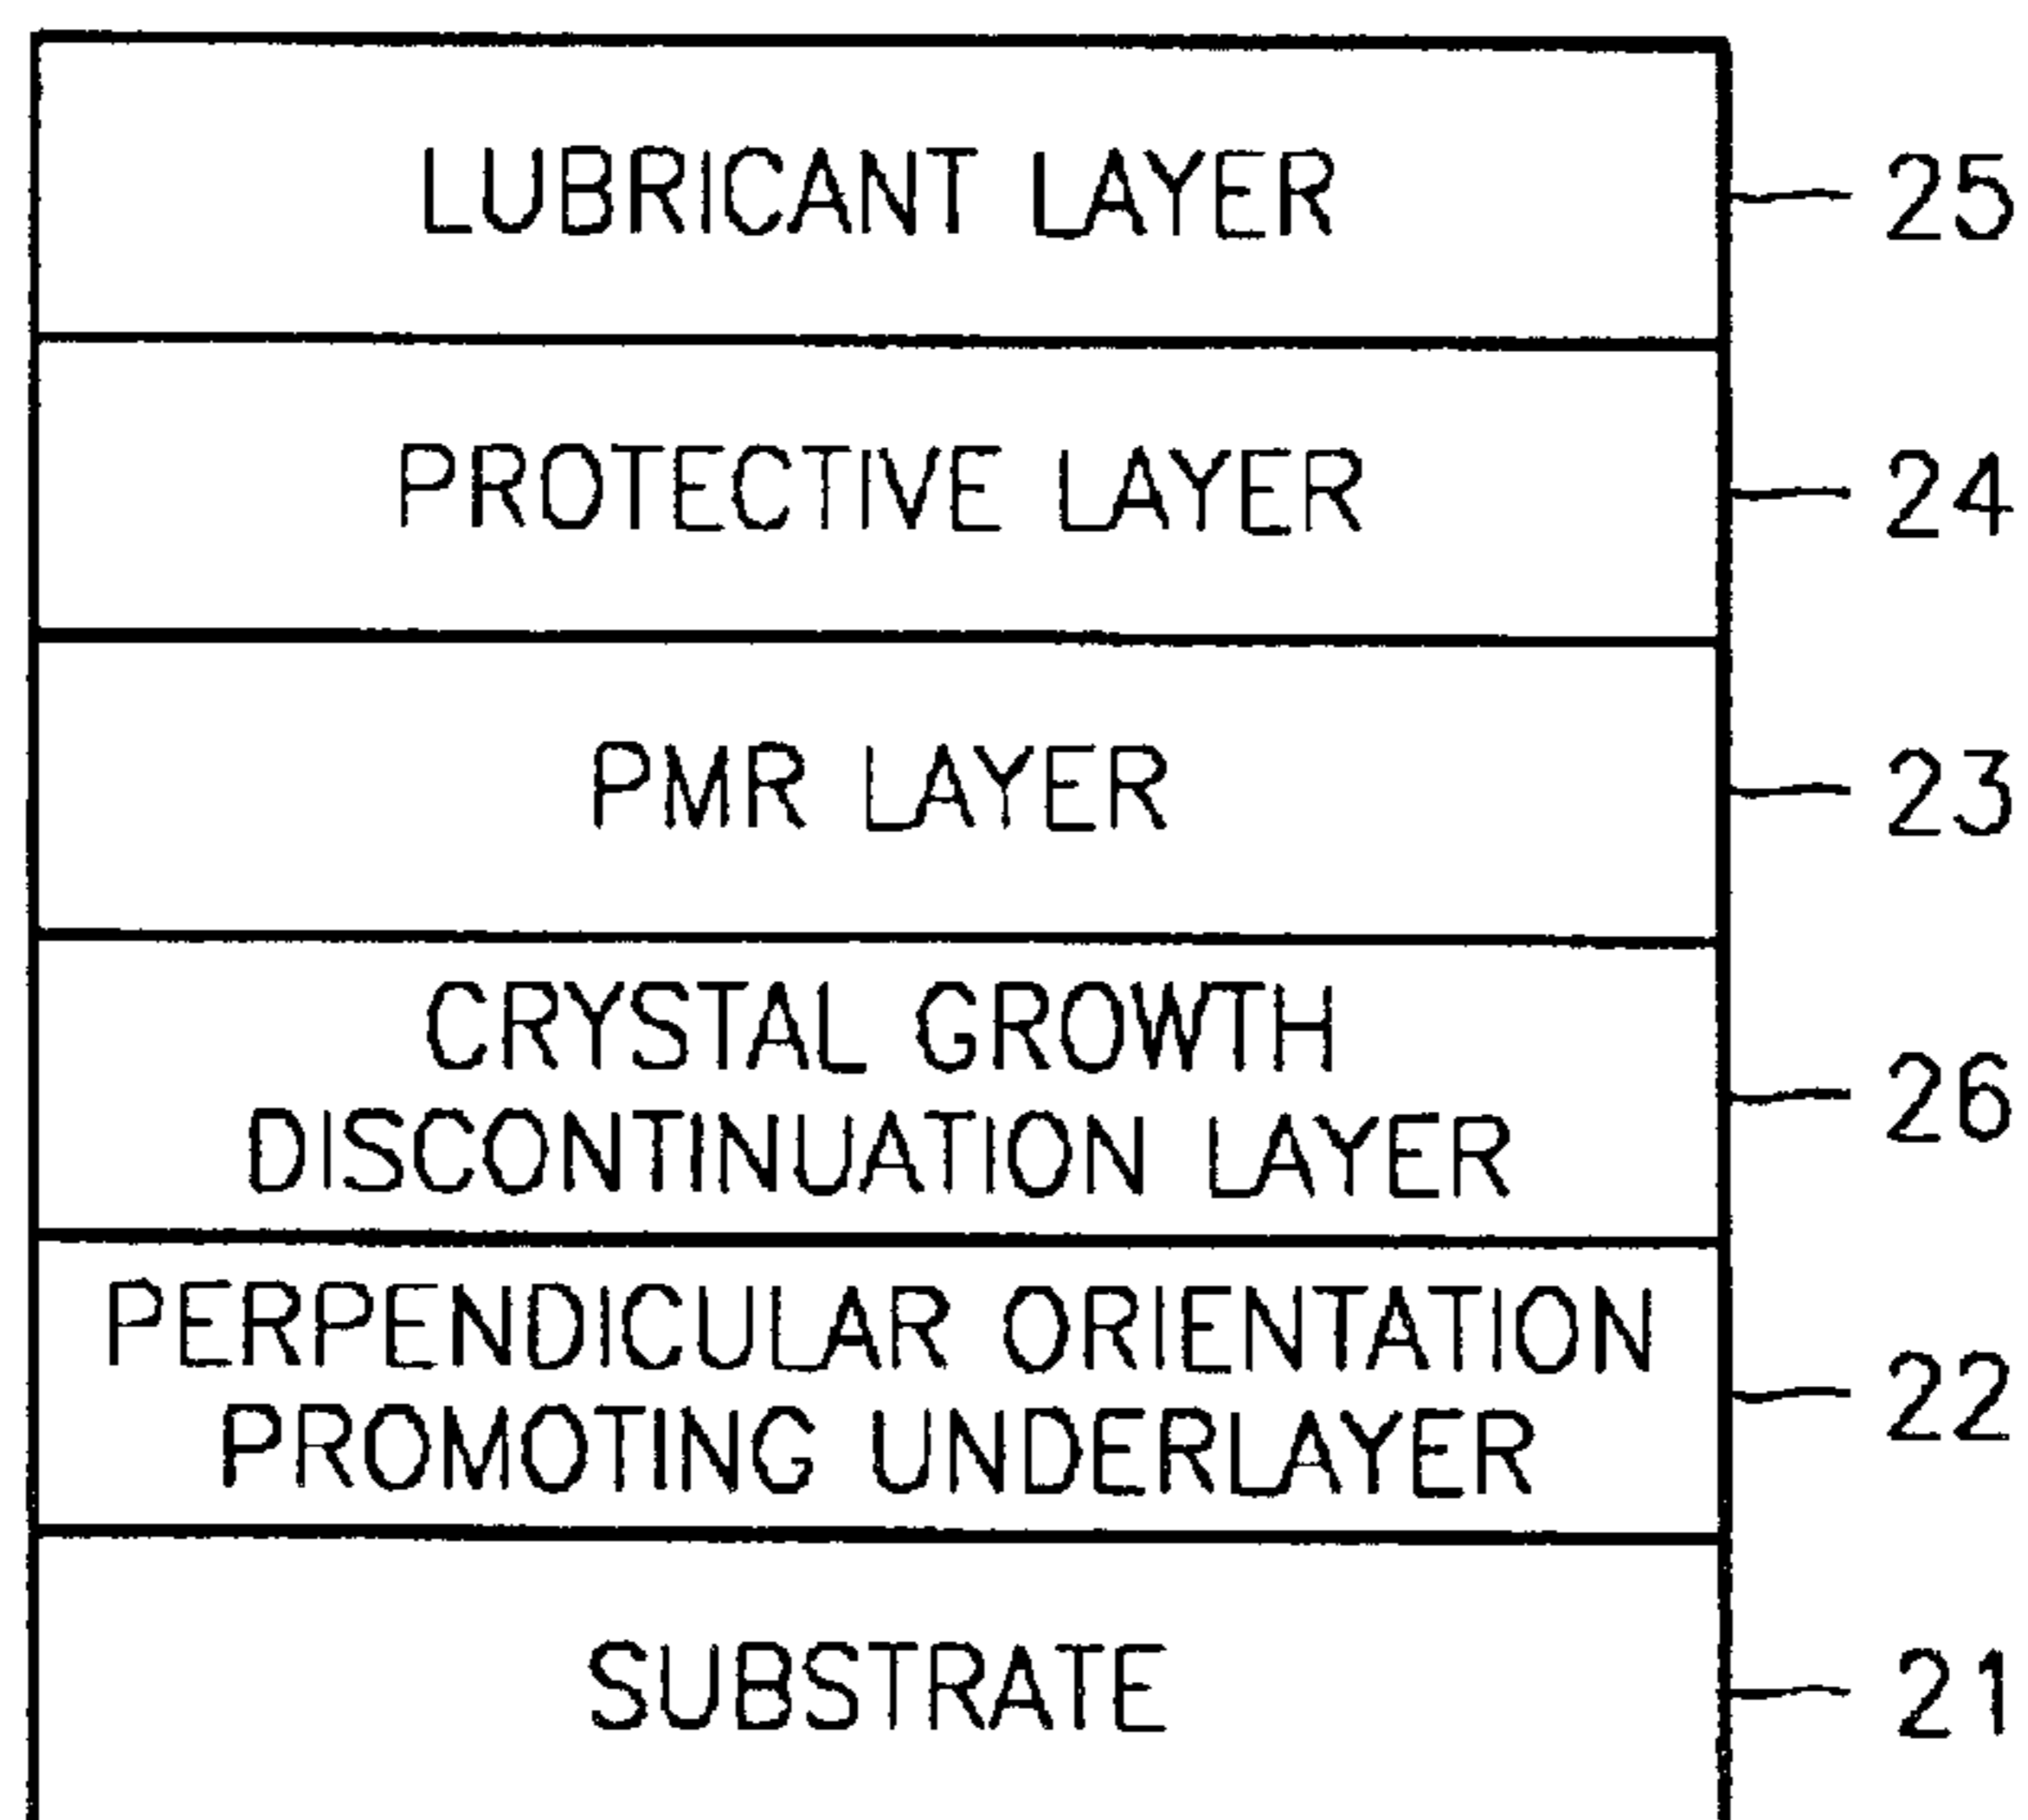 LUBRICANT LAYER 25
PROTECTIVE LAYER 24
PMR LAYER 23
CRYSTAL GROWTH
DISCONTINUATION LAYER 26
PERPENDICULAR ORIENTATION
PROMOTING UNDERLAYER 22
SUBSTRATE 21